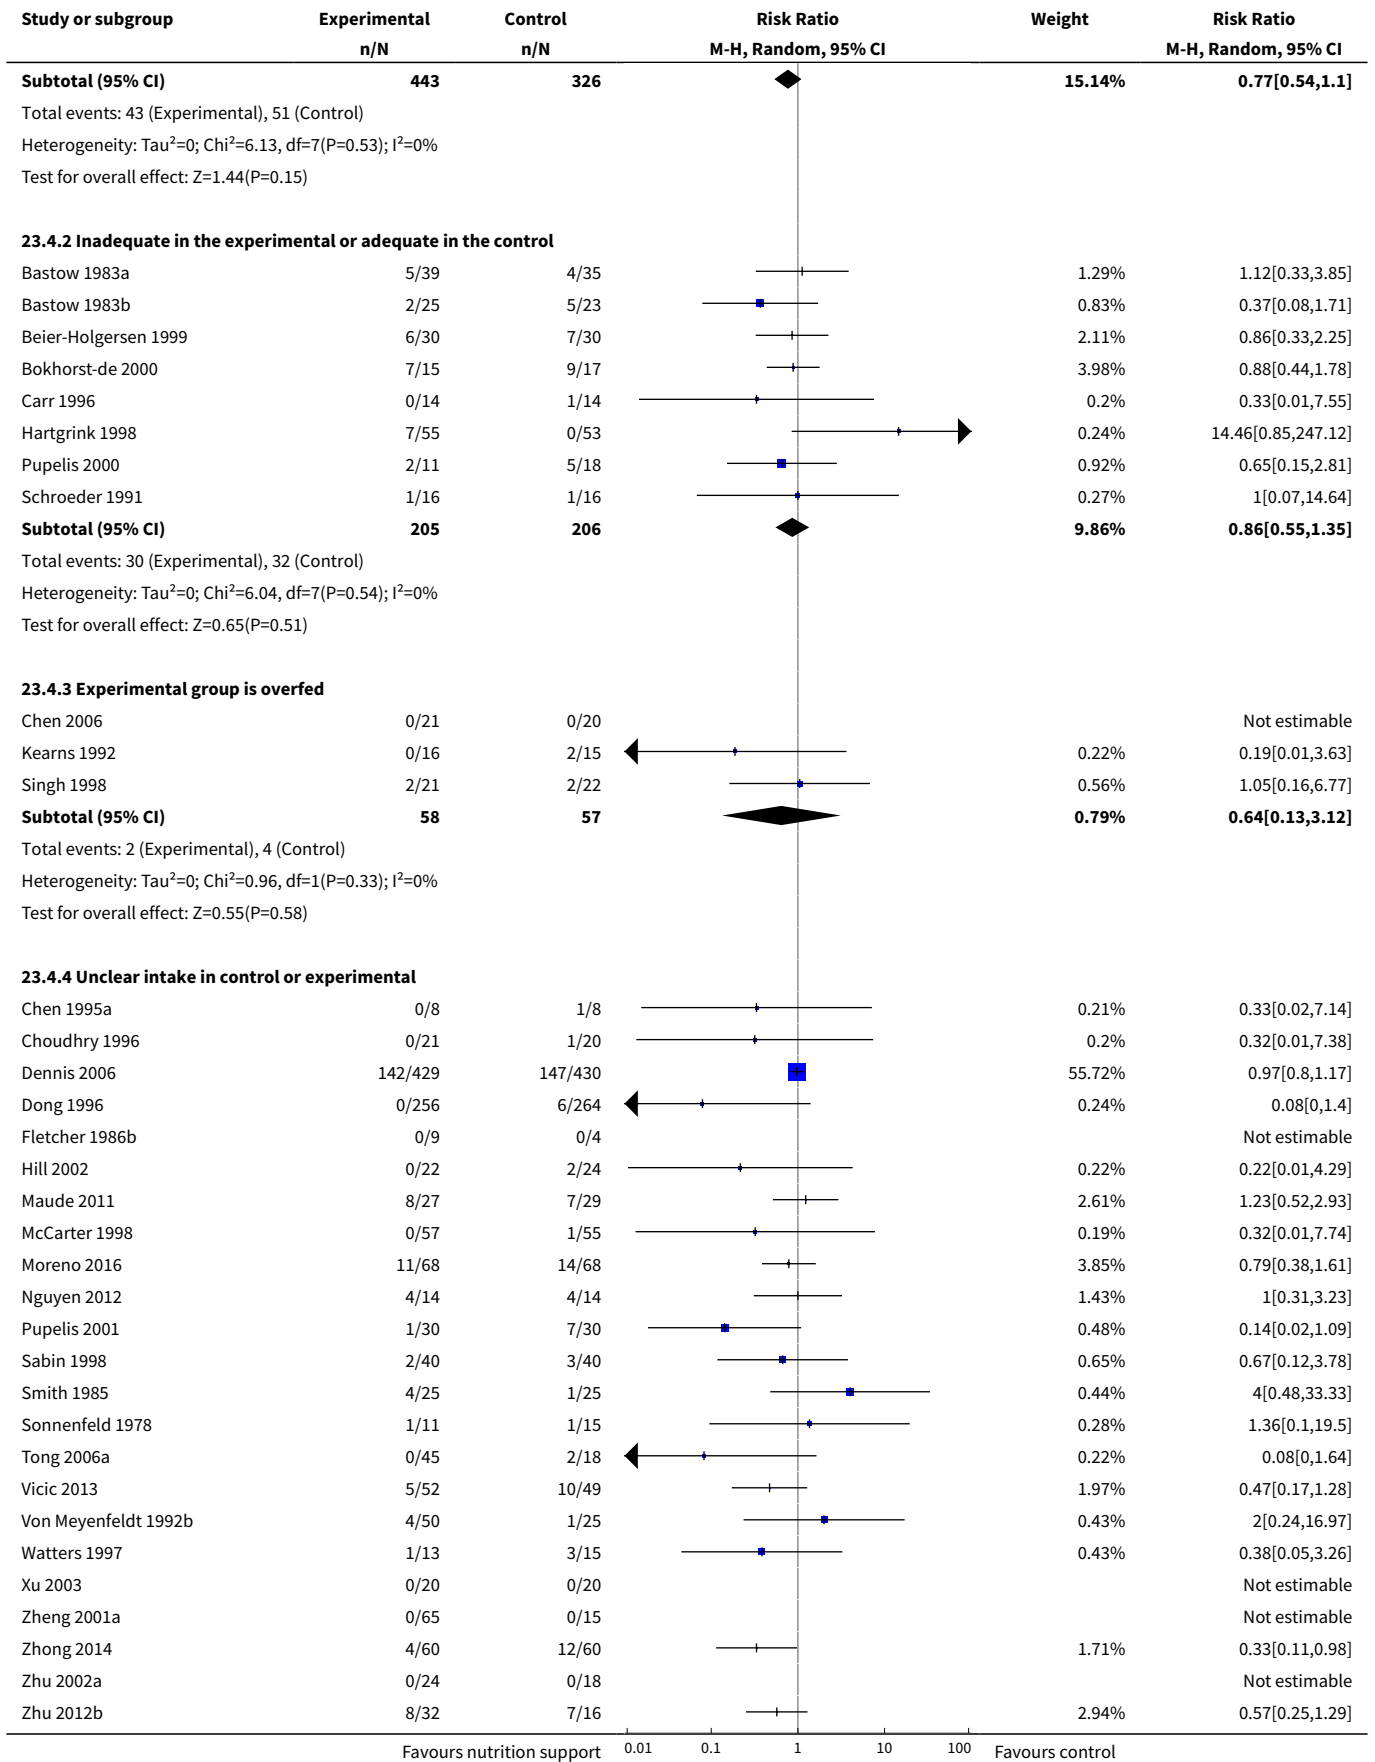 Study or subgroup Experimental Control Risk Ratio Weight Risk Ratio
n/N n/N M-H, Random, 95% CI M-H, Random, 95% CI
Subtotal (95% CI) 443 326 15.14% 0.77[0.54,1.1]
Total events: 43 (Experimental), 51 (Control)
Heterogeneity: Tau²=0; Chi²=6.13, df=7(P=0.53); I²=0%
Test for overall effect: Z=1.44(P=0.15)
23.4.2 Inadequate in the experimental or adequate in the control
Bastow 1983a 5/39 4/35 1.29% 1.12[0.33,3.85]
Bastow 1983b 2/25 5/23 0.83% 0.37[0.08,1.71]
Beier-Holgersen 1999 6/30 7/30 2.11% 0.86[0.33,2.25]
Bokhorst-de 2000 7/15 9/17 3.98% 0.88[0.44,1.78]
Carr 1996 0/14 1/14 0.2% 0.33[0.01,7.55]
Hartgrink 1998 7/55 0/53 0.24% 14.46[0.85,247.12]
Pupelis 2000 2/11 5/18 0.92% 0.65[0.15,2.81]
Schroeder 1991 1/16 1/16 0.27% 1[0.07,14.64]
Subtotal (95% CI) 205 206 9.86% 0.86[0.55,1.35]
Total events: 30 (Experimental), 32 (Control)
Heterogeneity: Tau²=0; Chi²=6.04, df=7(P=0.54); I²=0%
Test for overall effect: Z=0.65(P=0.51)
23.4.3 Experimental group is overfed
Chen 2006 0/21 0/20 Not estimable
Kearns 1992 0/16 2/15 0.22% 0.19[0.01,3.63]
Singh 1998 2/21 2/22 0.56% 1.05[0.16,6.77]
Subtotal (95% CI) 58 57 0.79% 0.64[0.13,3.12]
Total events: 2 (Experimental), 4 (Control)
Heterogeneity: Tau²=0; Chi²=0.96, df=1(P=0.33); I²=0%
Test for overall effect: Z=0.55(P=0.58)
23.4.4 Unclear intake in control or experimental
Chen 1995a 0/8 1/8 0.21% 0.33[0.02,7.14]
Choudhry 1996 0/21 1/20 0.2% 0.32[0.01,7.38]
Dennis 2006 142/429 147/430 55.72% 0.97[0.8,1.17]
Dong 1996 0/256 6/264 0.24% 0.08[0,1.4]
Fletcher 1986b 0/9 0/4 Not estimable
Hill 2002 0/22 2/24 0.22% 0.22[0.01,4.29]
Maude 2011 8/27 7/29 2.61% 1.23[0.52,2.93]
McCarter 1998 0/57 1/55 0.19% 0.32[0.01,7.74]
Moreno 2016 11/68 14/68 3.85% 0.79[0.38,1.61]
Nguyen 2012 4/14 4/14 1.43% 1[0.31,3.23]
Pupelis 2001 1/30 7/30 0.48% 0.14[0.02,1.09]
Sabin 1998 2/40 3/40 0.65% 0.67[0.12,3.78]
Smith 1985 4/25 1/25 0.44% 4[0.48,33.33]
Sonnenfeld 1978 1/11 1/15 0.28% 1.36[0.1,19.5]
Tong 2006a 0/45 2/18 0.22% 0.08[0,1.64]
Vicic 2013 5/52 10/49 1.97% 0.47[0.17,1.28]
Von Meyenfeldt 1992b 4/50 1/25 0.43% 2[0.24,16.97]
Watters 1997 1/13 3/15 0.43% 0.38[0.05,3.26]
Xu 2003 0/20 0/20 Not estimable
Zheng 2001a 0/65 0/15 Not estimable
Zhong 2014 4/60 12/60 1.71% 0.33[0.11,0.98]
Zhu 2002a 0/24 0/18 Not estimable
Zhu 2012b 8/32 7/16 2.94% 0.57[0.25,1.29]
Favours nutrition support 0.01 0.1 1 10 100 Favours control